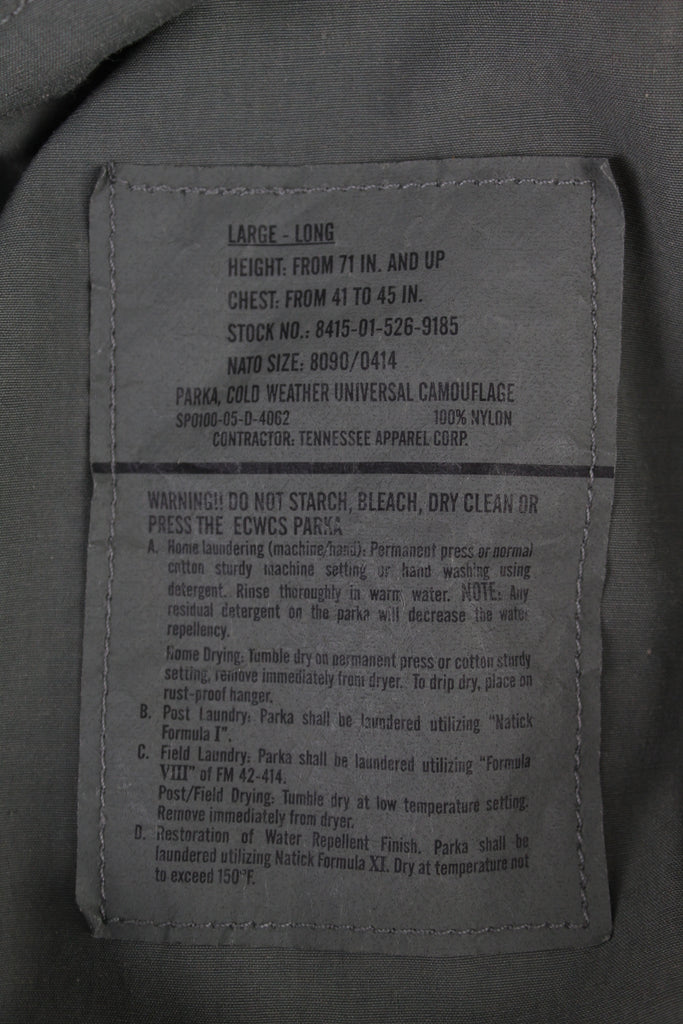 LARGE - LONG
HEIGHT: FROM 71 IN. AND UP
CHEST: FROM 41 TO 45 IN.
STOCK NO.: 8415-01-526-9185
NATO SIZE: 8090/0414
PARKA, COLD WEATHER UNIVERSAL CAMOUFLAGE
SPO100-05-D-4062 100% NYLON
CONTRACTOR: TENNESSEE APPAREL CORP.
WARNING!! DO NOT STARCH, BLEACH, DRY CLEAN OR
PRESS THE ECWCS PARKA
A. Home laundering (machine/hand): Permanent press or normal
cotton sturdy machine setting or hand washing using
detergent. Rinse thoroughly in warm water. NOTE: Any
residual detergent on the parka will decrease the water
repellency.
Home Drying: Tumble dry on permanent press or cotton sturdy
setting, remove immediately from dryer. To drip dry, place on
rust-proof hanger.
B. Post Laundry: Parka shall be laundered utilizing "Natick
Formula I".
C. Field Laundry: Parka shall be laundered utilizing "Formula
VIII" of FM 42-414.
Post/Field Drying: Tumble dry at low temperature setting.
Remove immediately from dryer.
D. Restoration of Water Repellent Finish. Parka shall be
laundered utilizing Natick Formula XI. Dry at temperature not
to exceed 150°F.